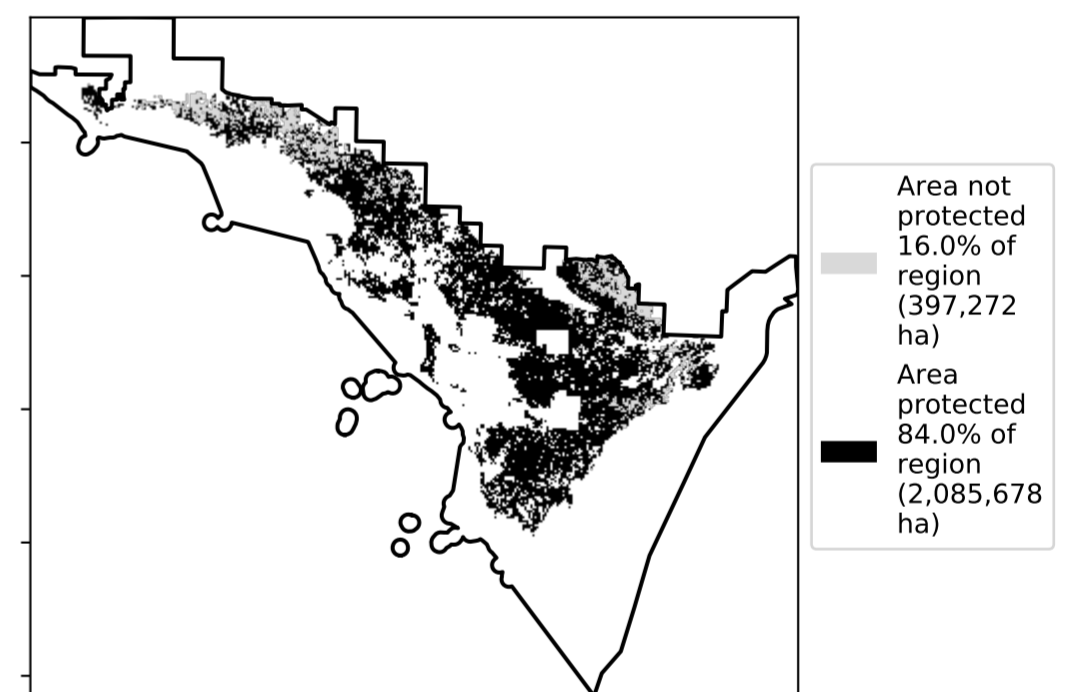 Area not
protected
16.0% of
region
(397,272
ha)
Area
protected
84.0% of
region
(2,085,678
ha)